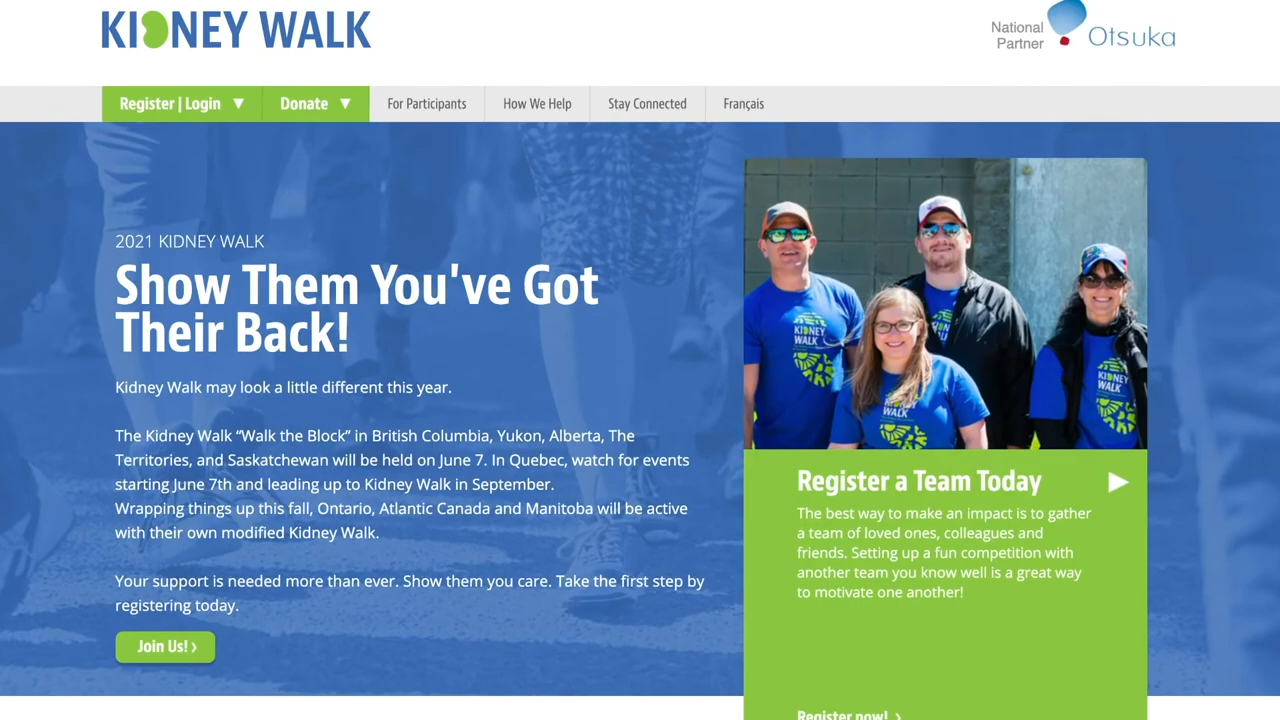 KIDNEY WALK
National
Partner
Otsuka
Register | Login ▼
Donate ▼
For Participants
How We Help
Stay Connected
Français
2021 KIDNEY WALK
Show Them You've Got
Their Back!
Kidney Walk may look a little different this year.
The Kidney Walk “Walk the Block” in British Columbia, Yukon, Alberta, The
Territories, and Saskatchewan will be held on June 7. In Quebec, watch for events
starting June 7th and leading up to Kidney Walk in September.
Wrapping things up this fall, Ontario, Atlantic Canada and Manitoba will be active
with their own modified Kidney Walk.
Your support is needed more than ever. Show them you care. Take the first step by
registering today.
Join Us! ›
KIDNEY
WALK
KIDNEY
WALK
KIDNEY
WALK
Register a Team Today
The best way to make an impact is to gather
a team of loved ones, colleagues and
friends. Setting up a fun competition with
another team you know well is a great way
to motivate one another!
Register now! ›